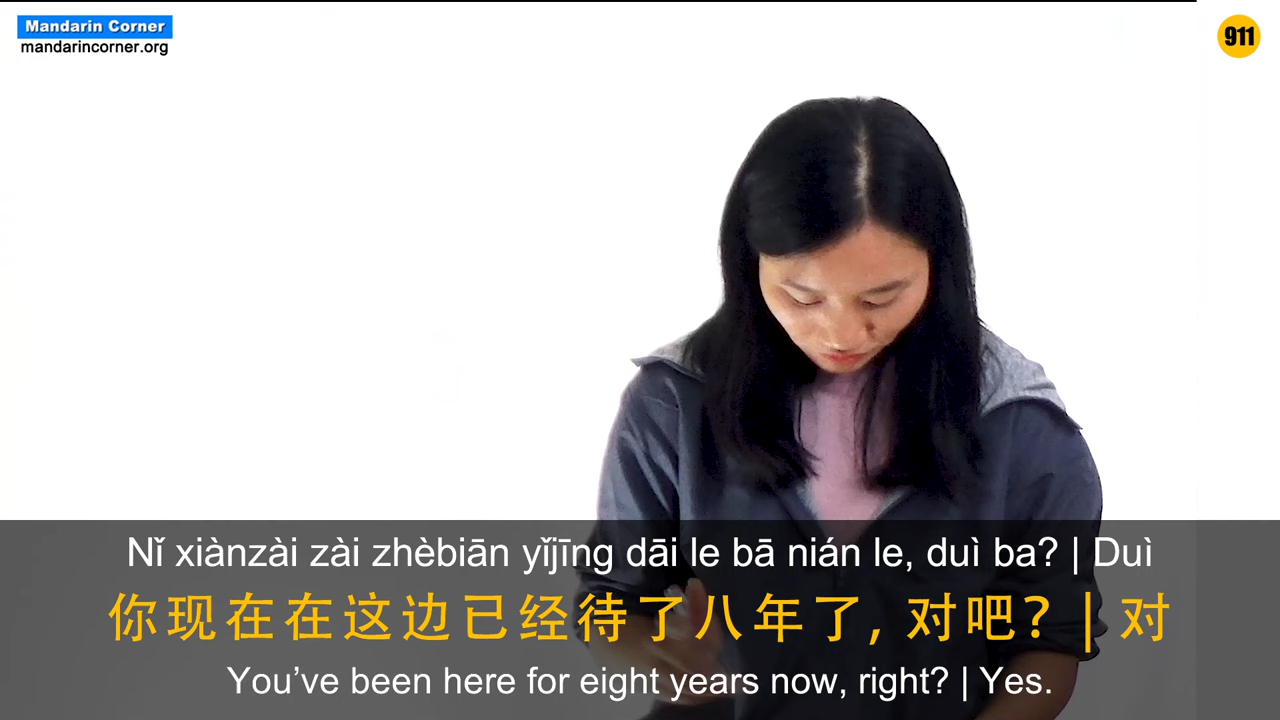 Mandarin Corner
mandarincorner.org
911
Nǐ xiànzài zài zhèbiān yǐjīng dāi le bā nián le, duì ba? | Duì
你现在在这边已经待了八年了, 对吧? | 对
You’ve been here for eight years now, right? | Yes.